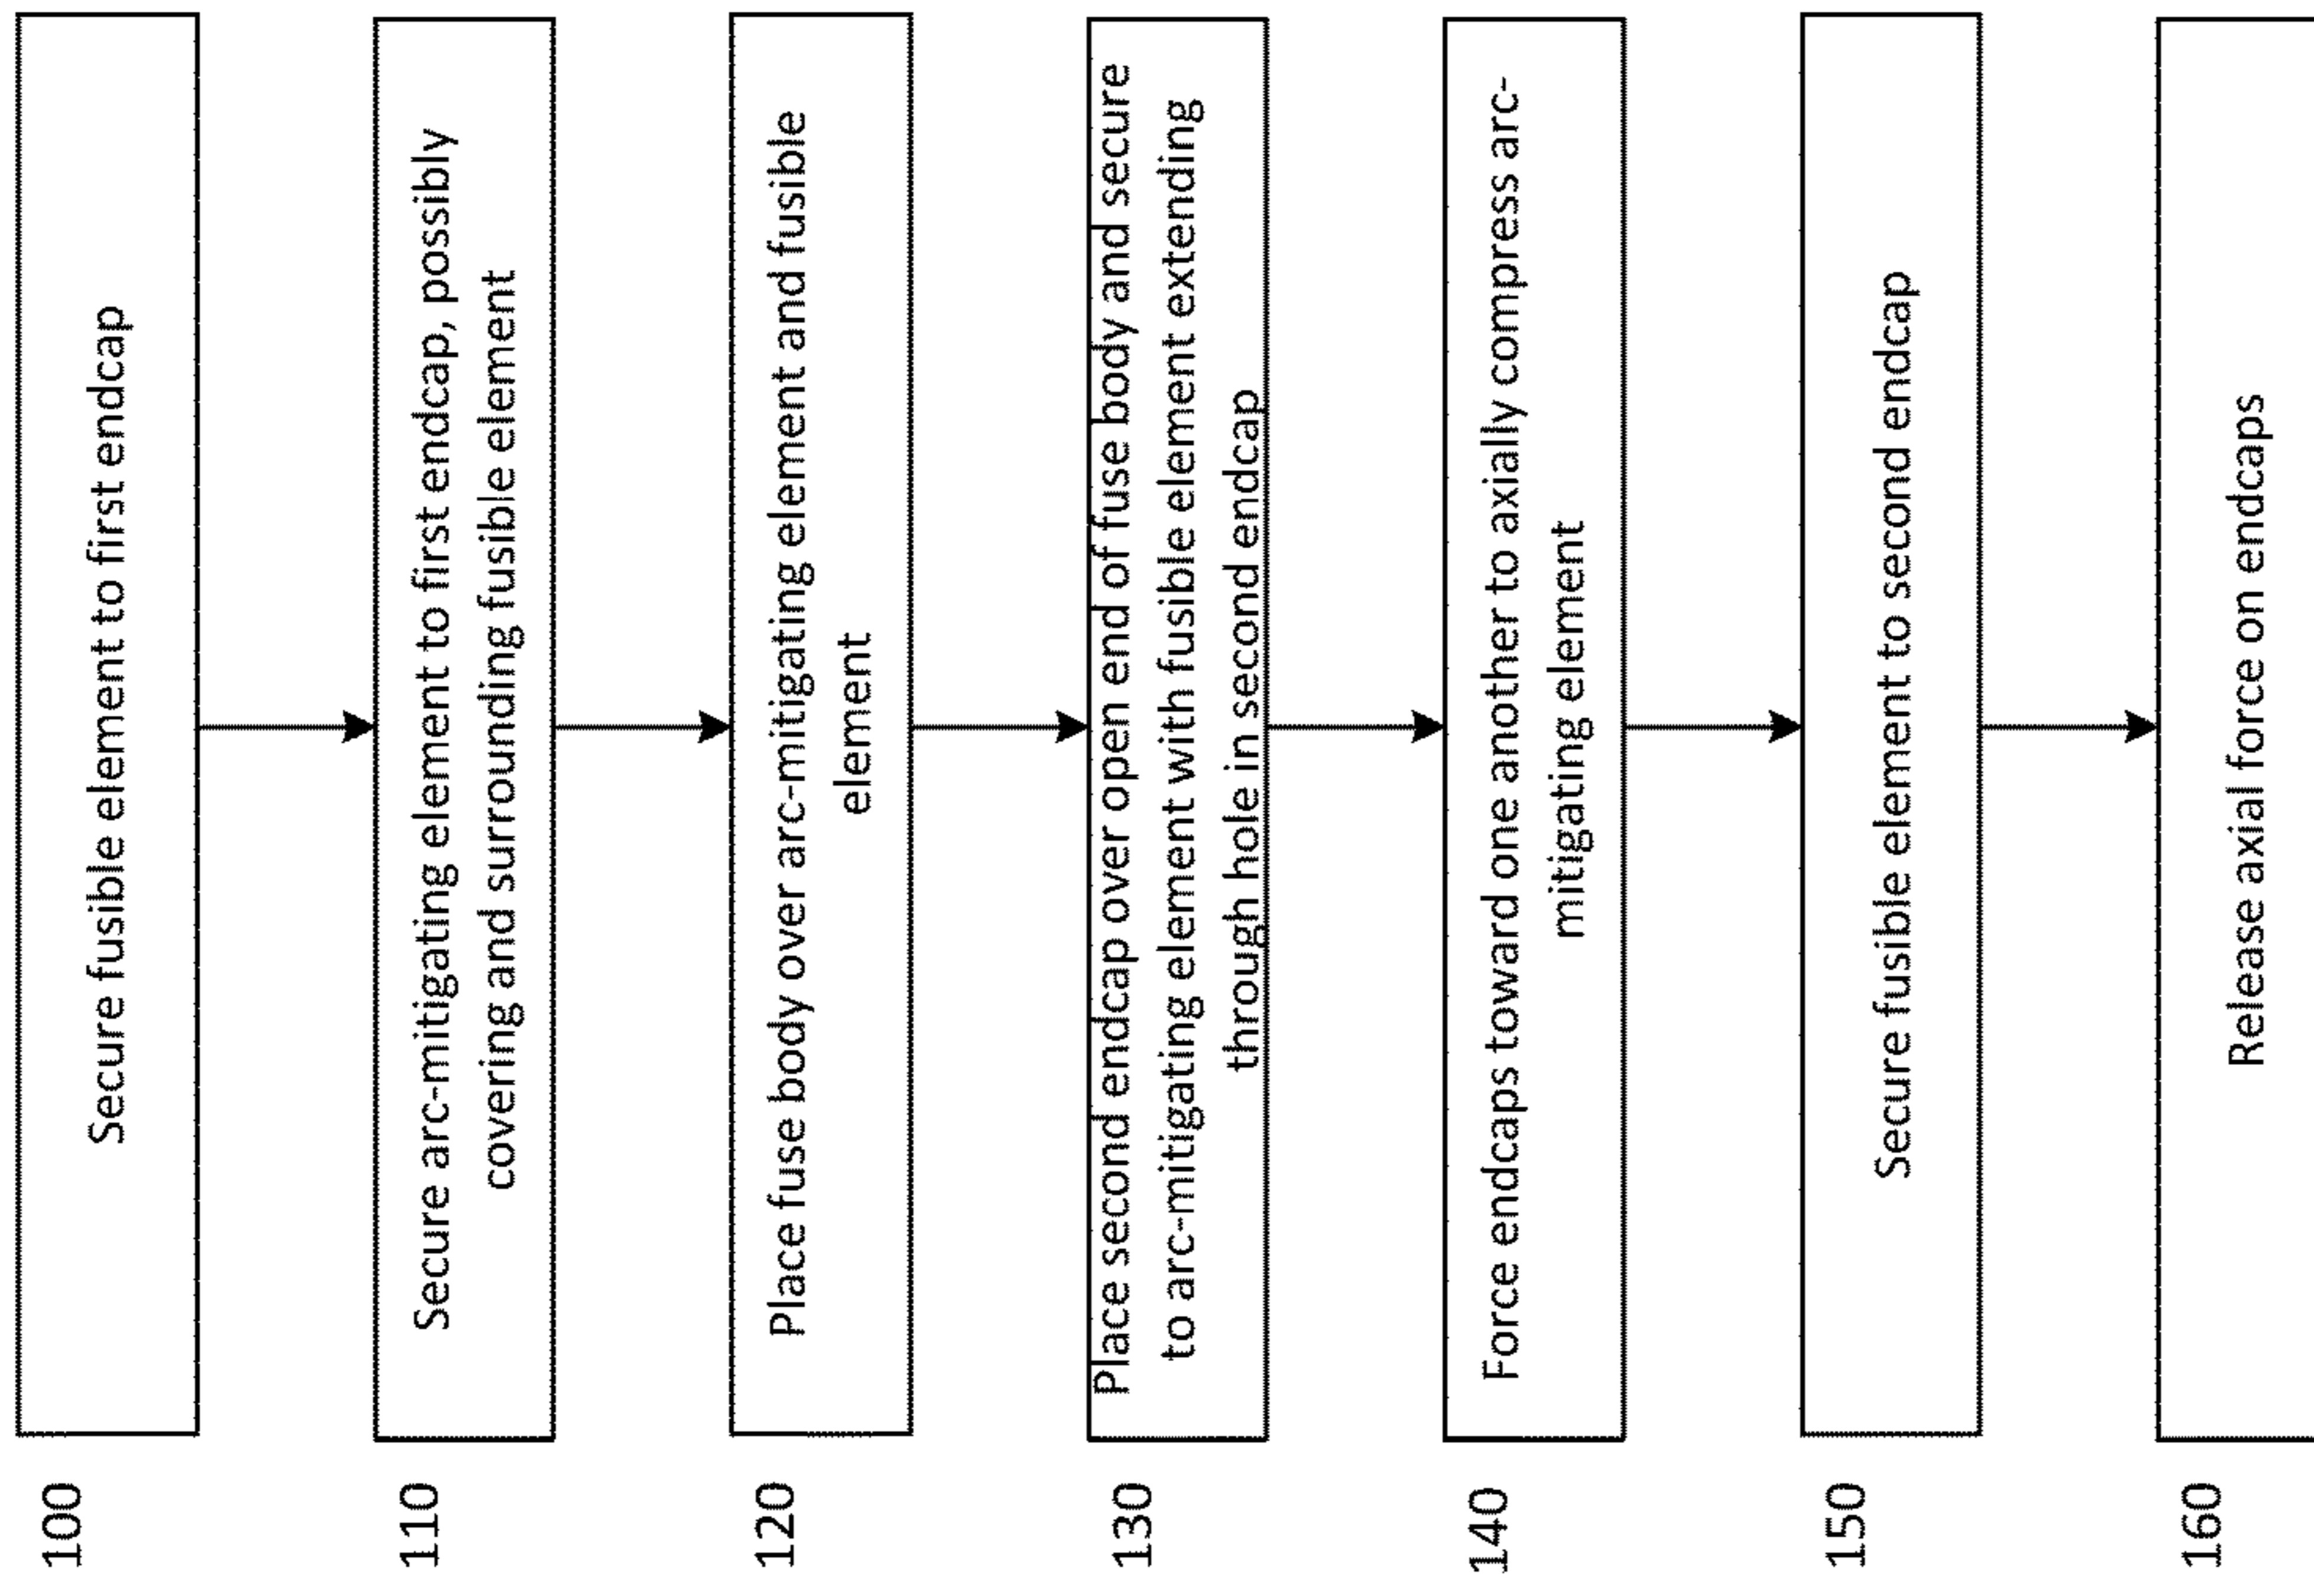 100
Secure fusible element to first endcap
110
Secure arc-mitigating element to first endcap, possibly
covering and surrounding fusible element
120
Place fuse body over arc-mitigating element and fusible
element
130
Place second endcap over open end of fuse body and secure
to arc-mitigating element with fusible element extending
through hole in second endcap
140
Force endcaps toward one another to axially compress arc-
mitigating element
150
Secure fusible element to second endcap
160
Release axial force on endcaps